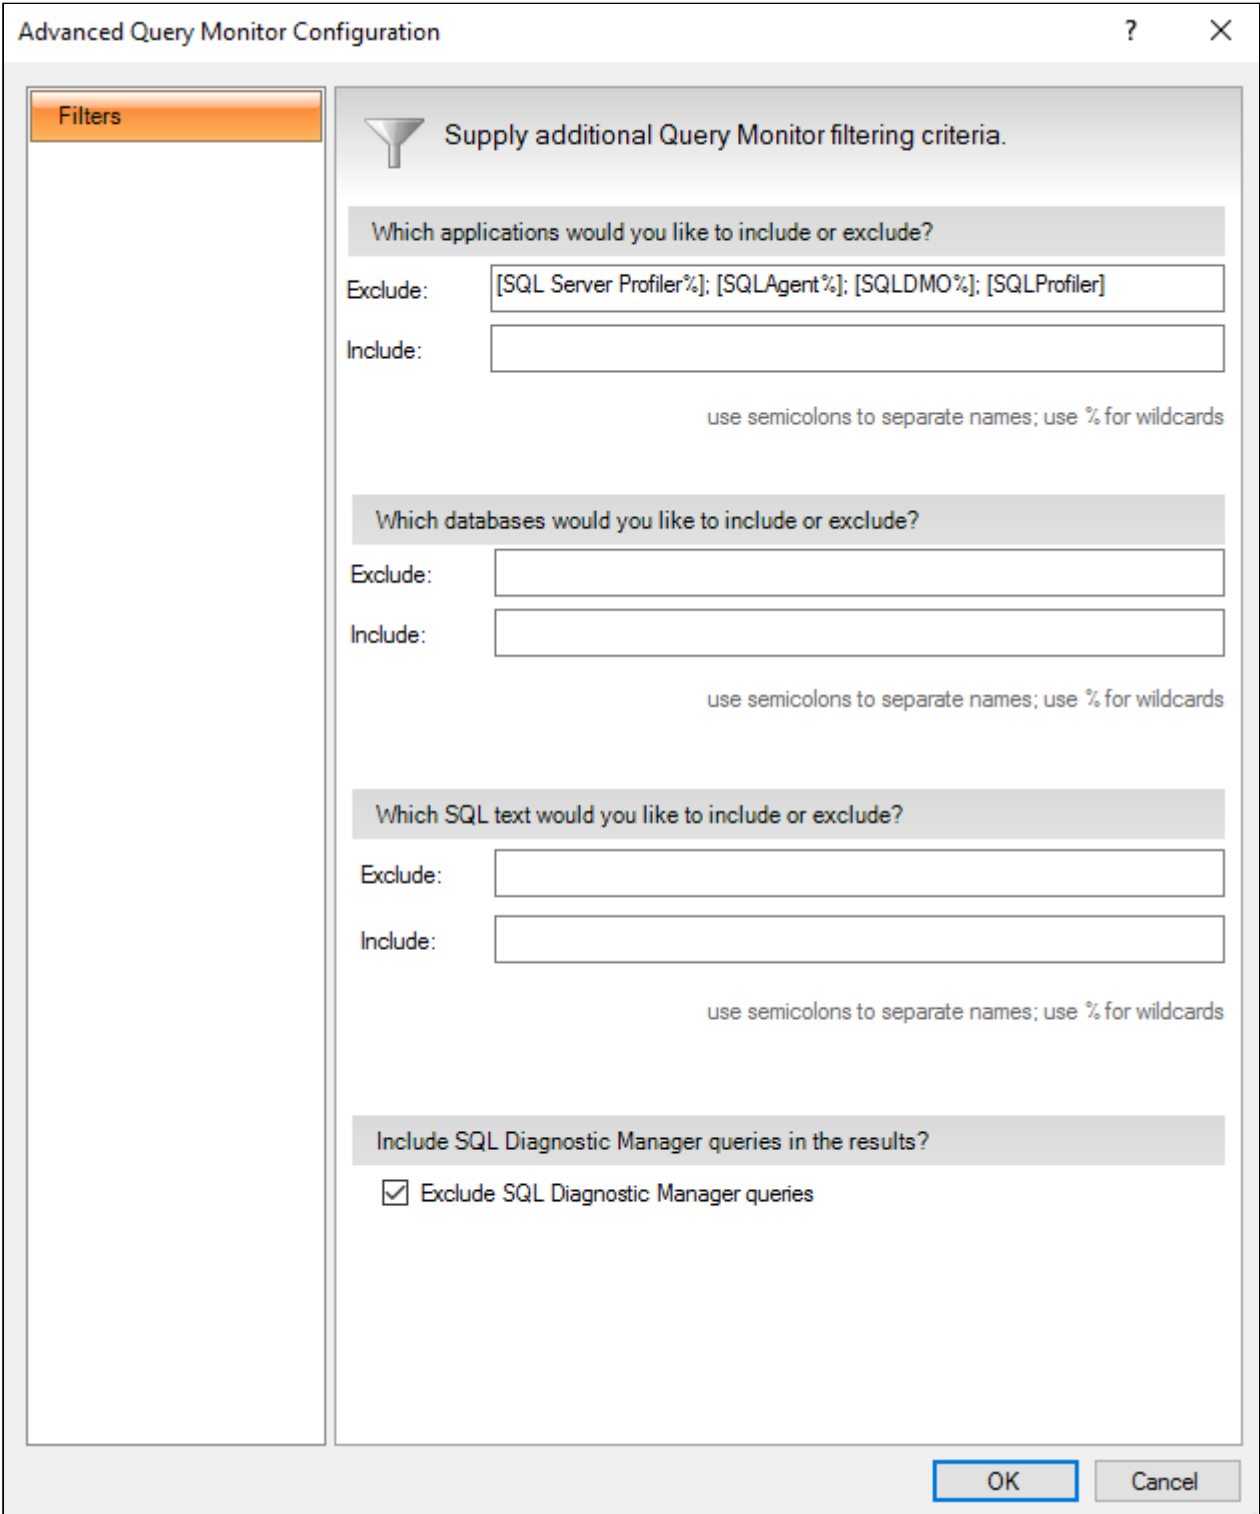 Advanced Query Monitor Configuration ?
Filters
Supply additional Query Monitor filtering criteria.
Which applications would you like to include or exclude?
Exclude: [SQL Server Profiler%]; [SQLAgent%]; [SQLDMO%]; [SQLProfiler]
Include:
use semicolons to separate names; use % for wildcards
Which databases would you like to include or exclude?
Exclude:
Include:
use semicolons to separate names; use % for wildcards
Which SQL text would you like to include or exclude?
Exclude:
Include:
use semicolons to separate names; use % for wildcards
Include SQL Diagnostic Manager queries in the results?
Exclude SQL Diagnostic Manager queries
OK Cancel